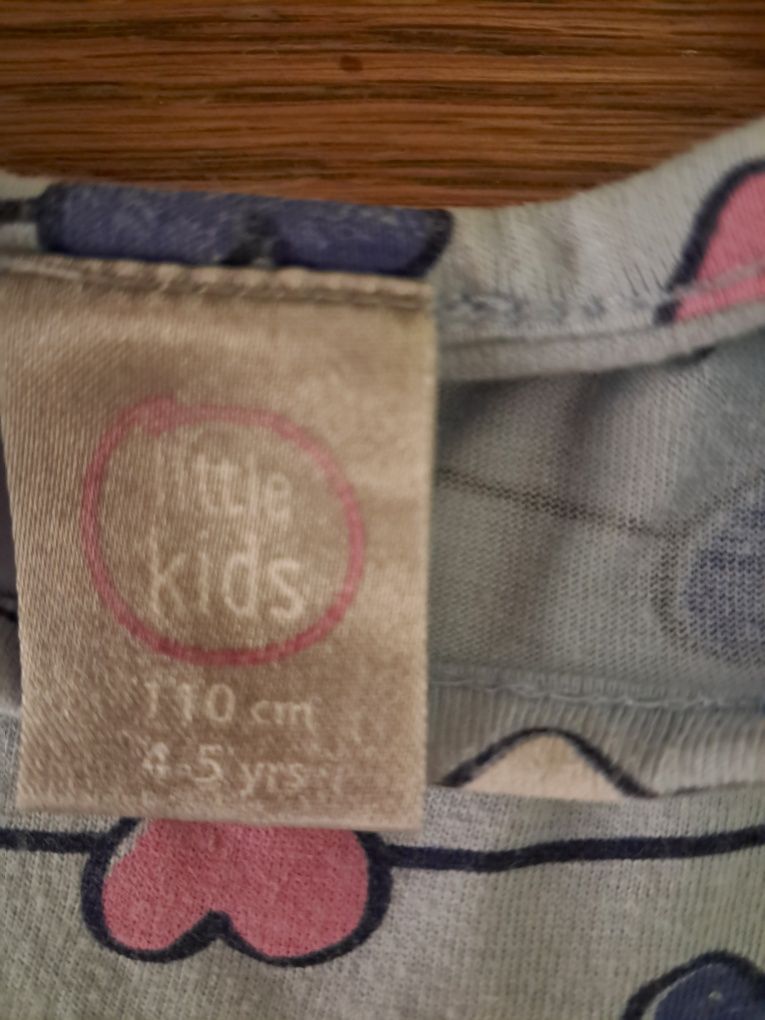 little
kids
110 cm
4-5 yrs